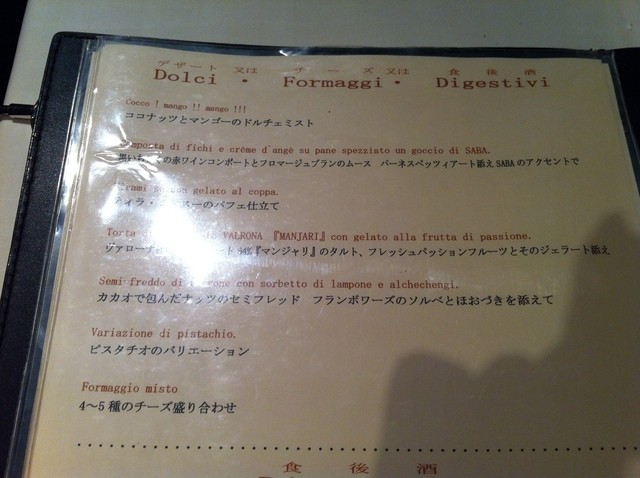 デザート 又は チーズ 又は 食後酒
Dolci ・ Formaggi・ Digestivi
Cocco ! mango !! mango !!!
ココナッツとマンゴーのドルチェミスト
di fichi e crème d'angè su pane speziato un goccio di SABA.
の赤ワインコンポートとフロマージュブランのムース パーネスペッツィアート添え SABAのアクセントで
con gelato al coppa.
スーのパフェ仕立て
Torta VALRONA 『MANJARI』 con gelato alla frutta di passione.
ート 64%『マンジャリ』のタルト、フレッシュパッションフルーツとそのジェラート添え
Semi-freddo di con sorbetto di lampone e alchechengi.
カカオで包んだナッツのセミフレッド フランボワーズのソルベとほおづきを添えて
Variazione di pistachio.
ピスタチオのバリエーション
Formaggio misto
4～5種のチーズ盛り合わせ
食後酒